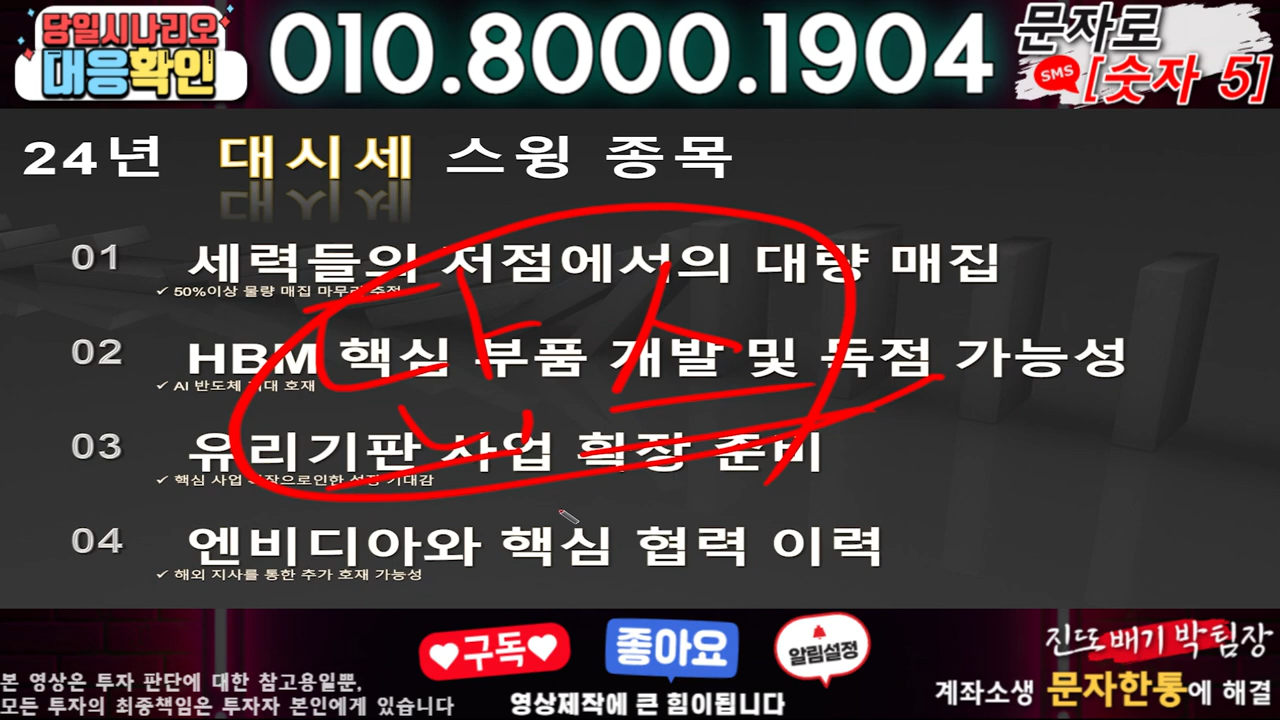 당일시나리오
대응확인
010.8000.1904
문자로
SMS [숫자 5]
24년 대시세 스윙 종목
01 세력들의 저점에서의 대량 매집
✓ 50%이상 물량 매집 마무리 추정
02 HBM 핵심 부품 개발 및 독점 가능성
✓ AI 반도체 기대 호재
03 유리기판 사업 확장 준비
✓ 핵심 사업 확장으로인한 성장 기대감
04 엔비디아와 핵심 협력 이력
✓ 해외 지사를 통한 추가 호재 가능성
구독
좋아요
알림설정
영상제작에 큰 힘이됩니다
본 영상은 투자 판단에 대한 참고용일뿐,
모든 투자의 최종책임은 투자자 본인에게 있습니다
진또배기 박팀장
계좌소생 문자한통에 해결